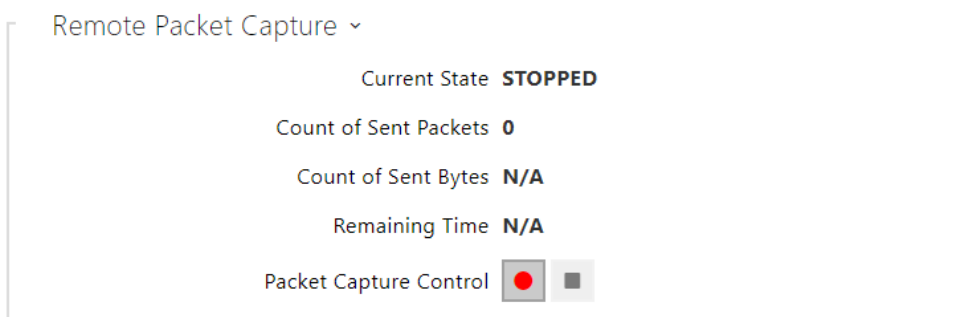 Remote Packet Capture
Current State STOPPED
Count of Sent Packets 0
Count of Sent Bytes N/A
Remaining Time N/A
Packet Capture Control